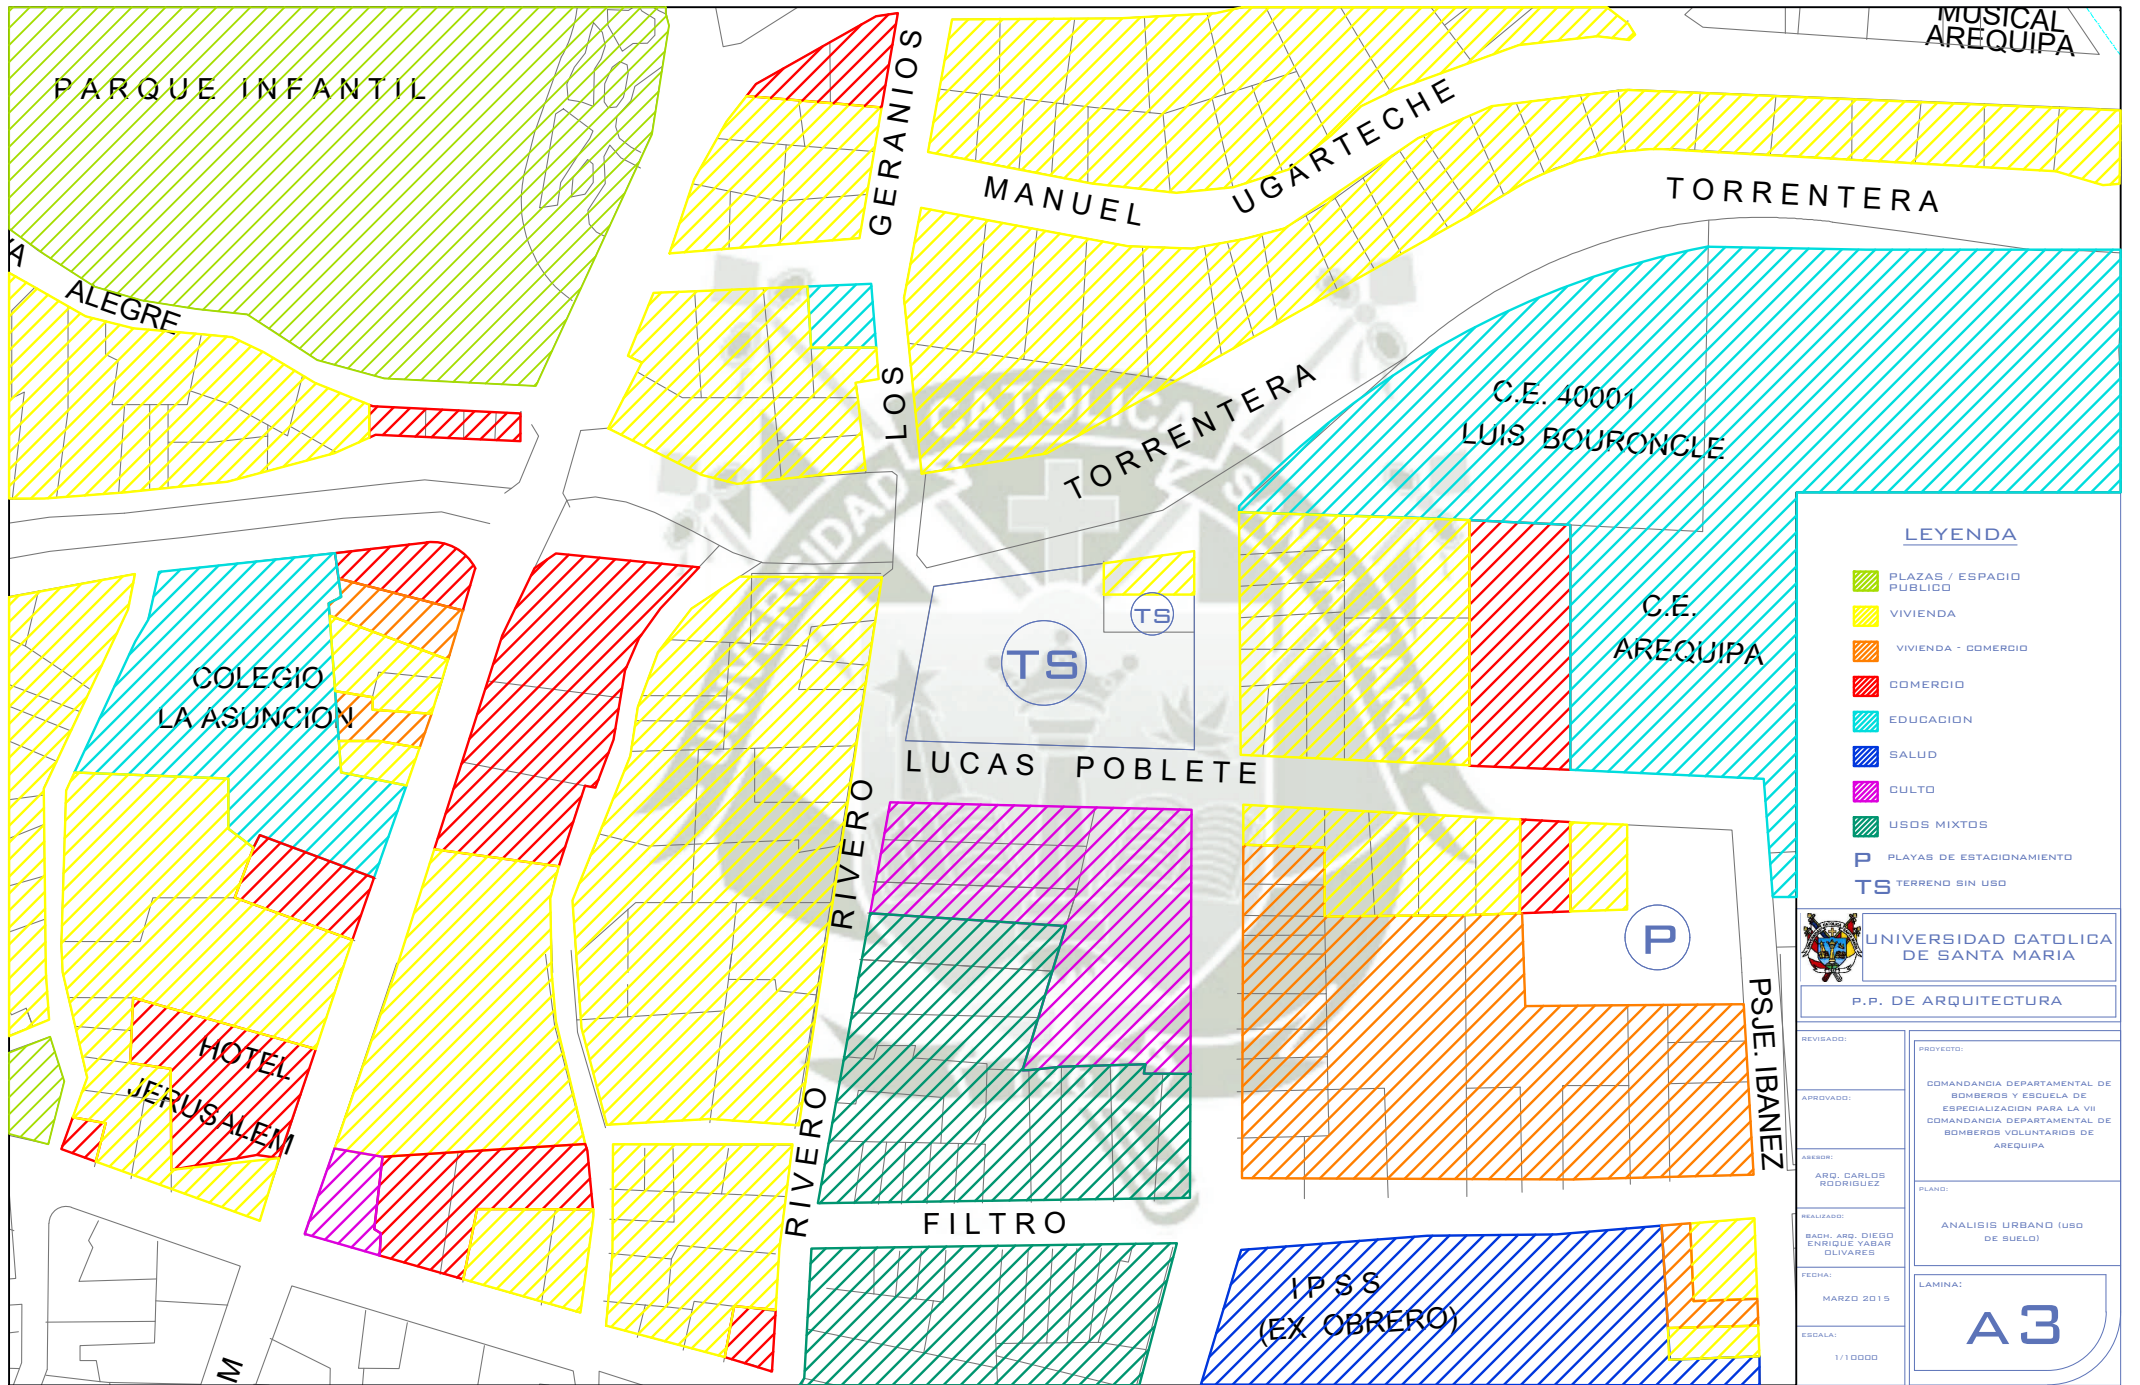 MUSICAL
AREQUIPA
PARQUE INFANTIL
GERANIOS
LOS
MANUEL
UGARTECHE
TORRENTERA
ALEGRE
TORRENTERA
C.E. 40001
LUIS BOURONCLE
C.E.
AREQUIPA
COLEGIO
LA ASUNCION
TS
TS
LUCAS POBLETE
RIVERO
P
PSJE. IBANEZ
HOTEL
JERUSALEM
RIVERO
FILTRO
IPSS
(EX OBRERO)
M
UNIVERSIDAD
CATOLICA
SANTA MARIA
LEYENDA
PLAZAS / ESPACIO
PUBLICO
VIVIENDA
VIVIENDA - COMERCIO
COMERCIO
EDUCACION
SALUD
CULTO
USOS MIXTOS
P PLAYAS DE ESTACIONAMIENTO
TS TERRENO SIN USO
UNIVERSIDAD CATOLICA
DE SANTA MARIA
P.P. DE ARQUITECTURA
REVISADO:
APROVADO:
ASESOR:
ARQ. CARLOS
RODRIGUEZ
REALIZADO:
BACH. ARQ. DIEGO
ENRIQUE YABAR
OLIVARES
FECHA:
MARZO 2015
ESCALA:
1/10000
PROYECTO:
COMANDANCIA DEPARTAMENTAL DE
BOMBEROS Y ESCUELA DE
ESPECIALIZACION PARA LA VII
COMANDANCIA DEPARTAMENTAL DE
BOMBEROS VOLUNTARIOS DE
AREQUIPA
PLANO:
ANALISIS URBANO (USO
DE SUELO)
LAMINA:
A3